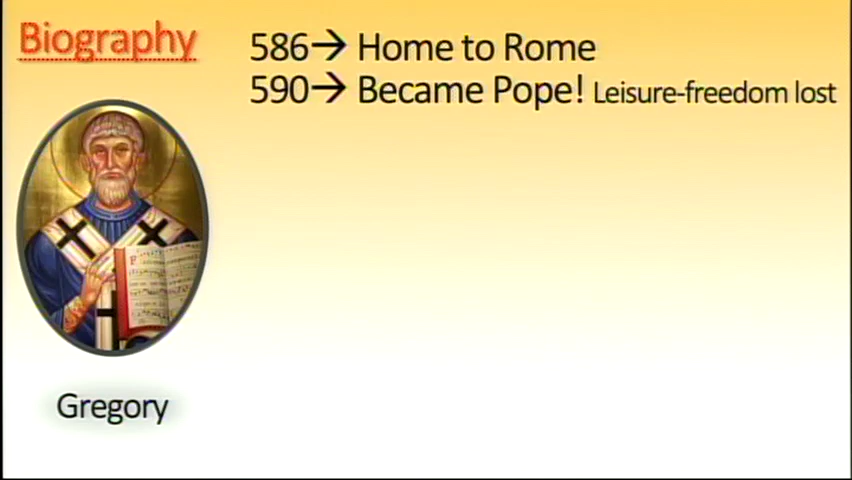 Biography
586→ Home to Rome
590→ Became Pope! Leisure-freedom lost
Gregory